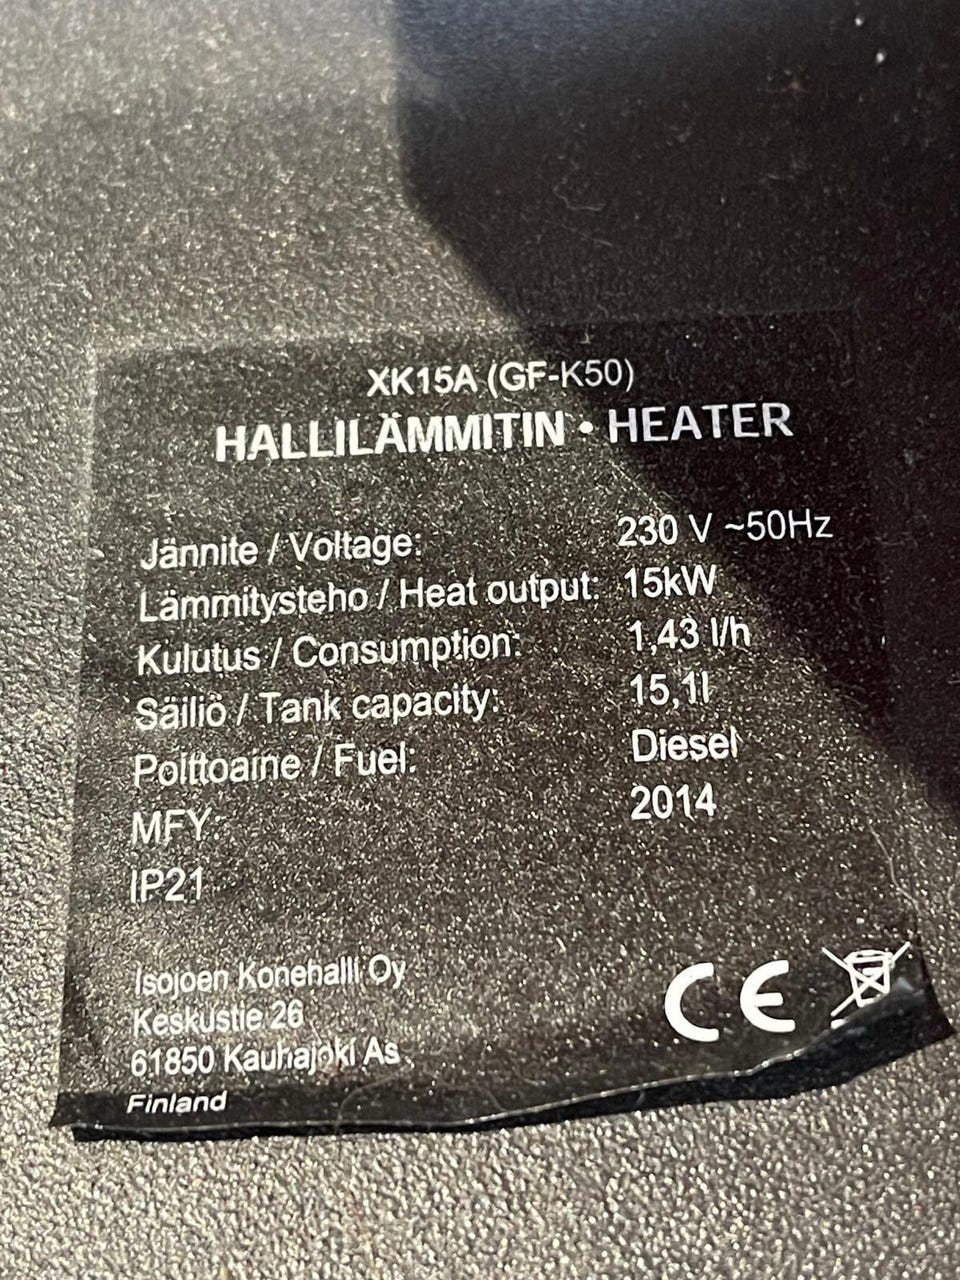 XK15A (GF-K50)
HALLILÄMMITIN • HEATER
Jännite / Voltage: 230 V ~50Hz
Lämmitysteho / Heat output: 15kW
Kulutus / Consumption: 1,43 l/h
Säiliö / Tank capacity: 15,1l
Polttoaine / Fuel: Diesel
MFY: 2014
IP21
Isojoen Konehalli Oy
Keskustie 26
61850 Kauhajoki As
Finland
CE